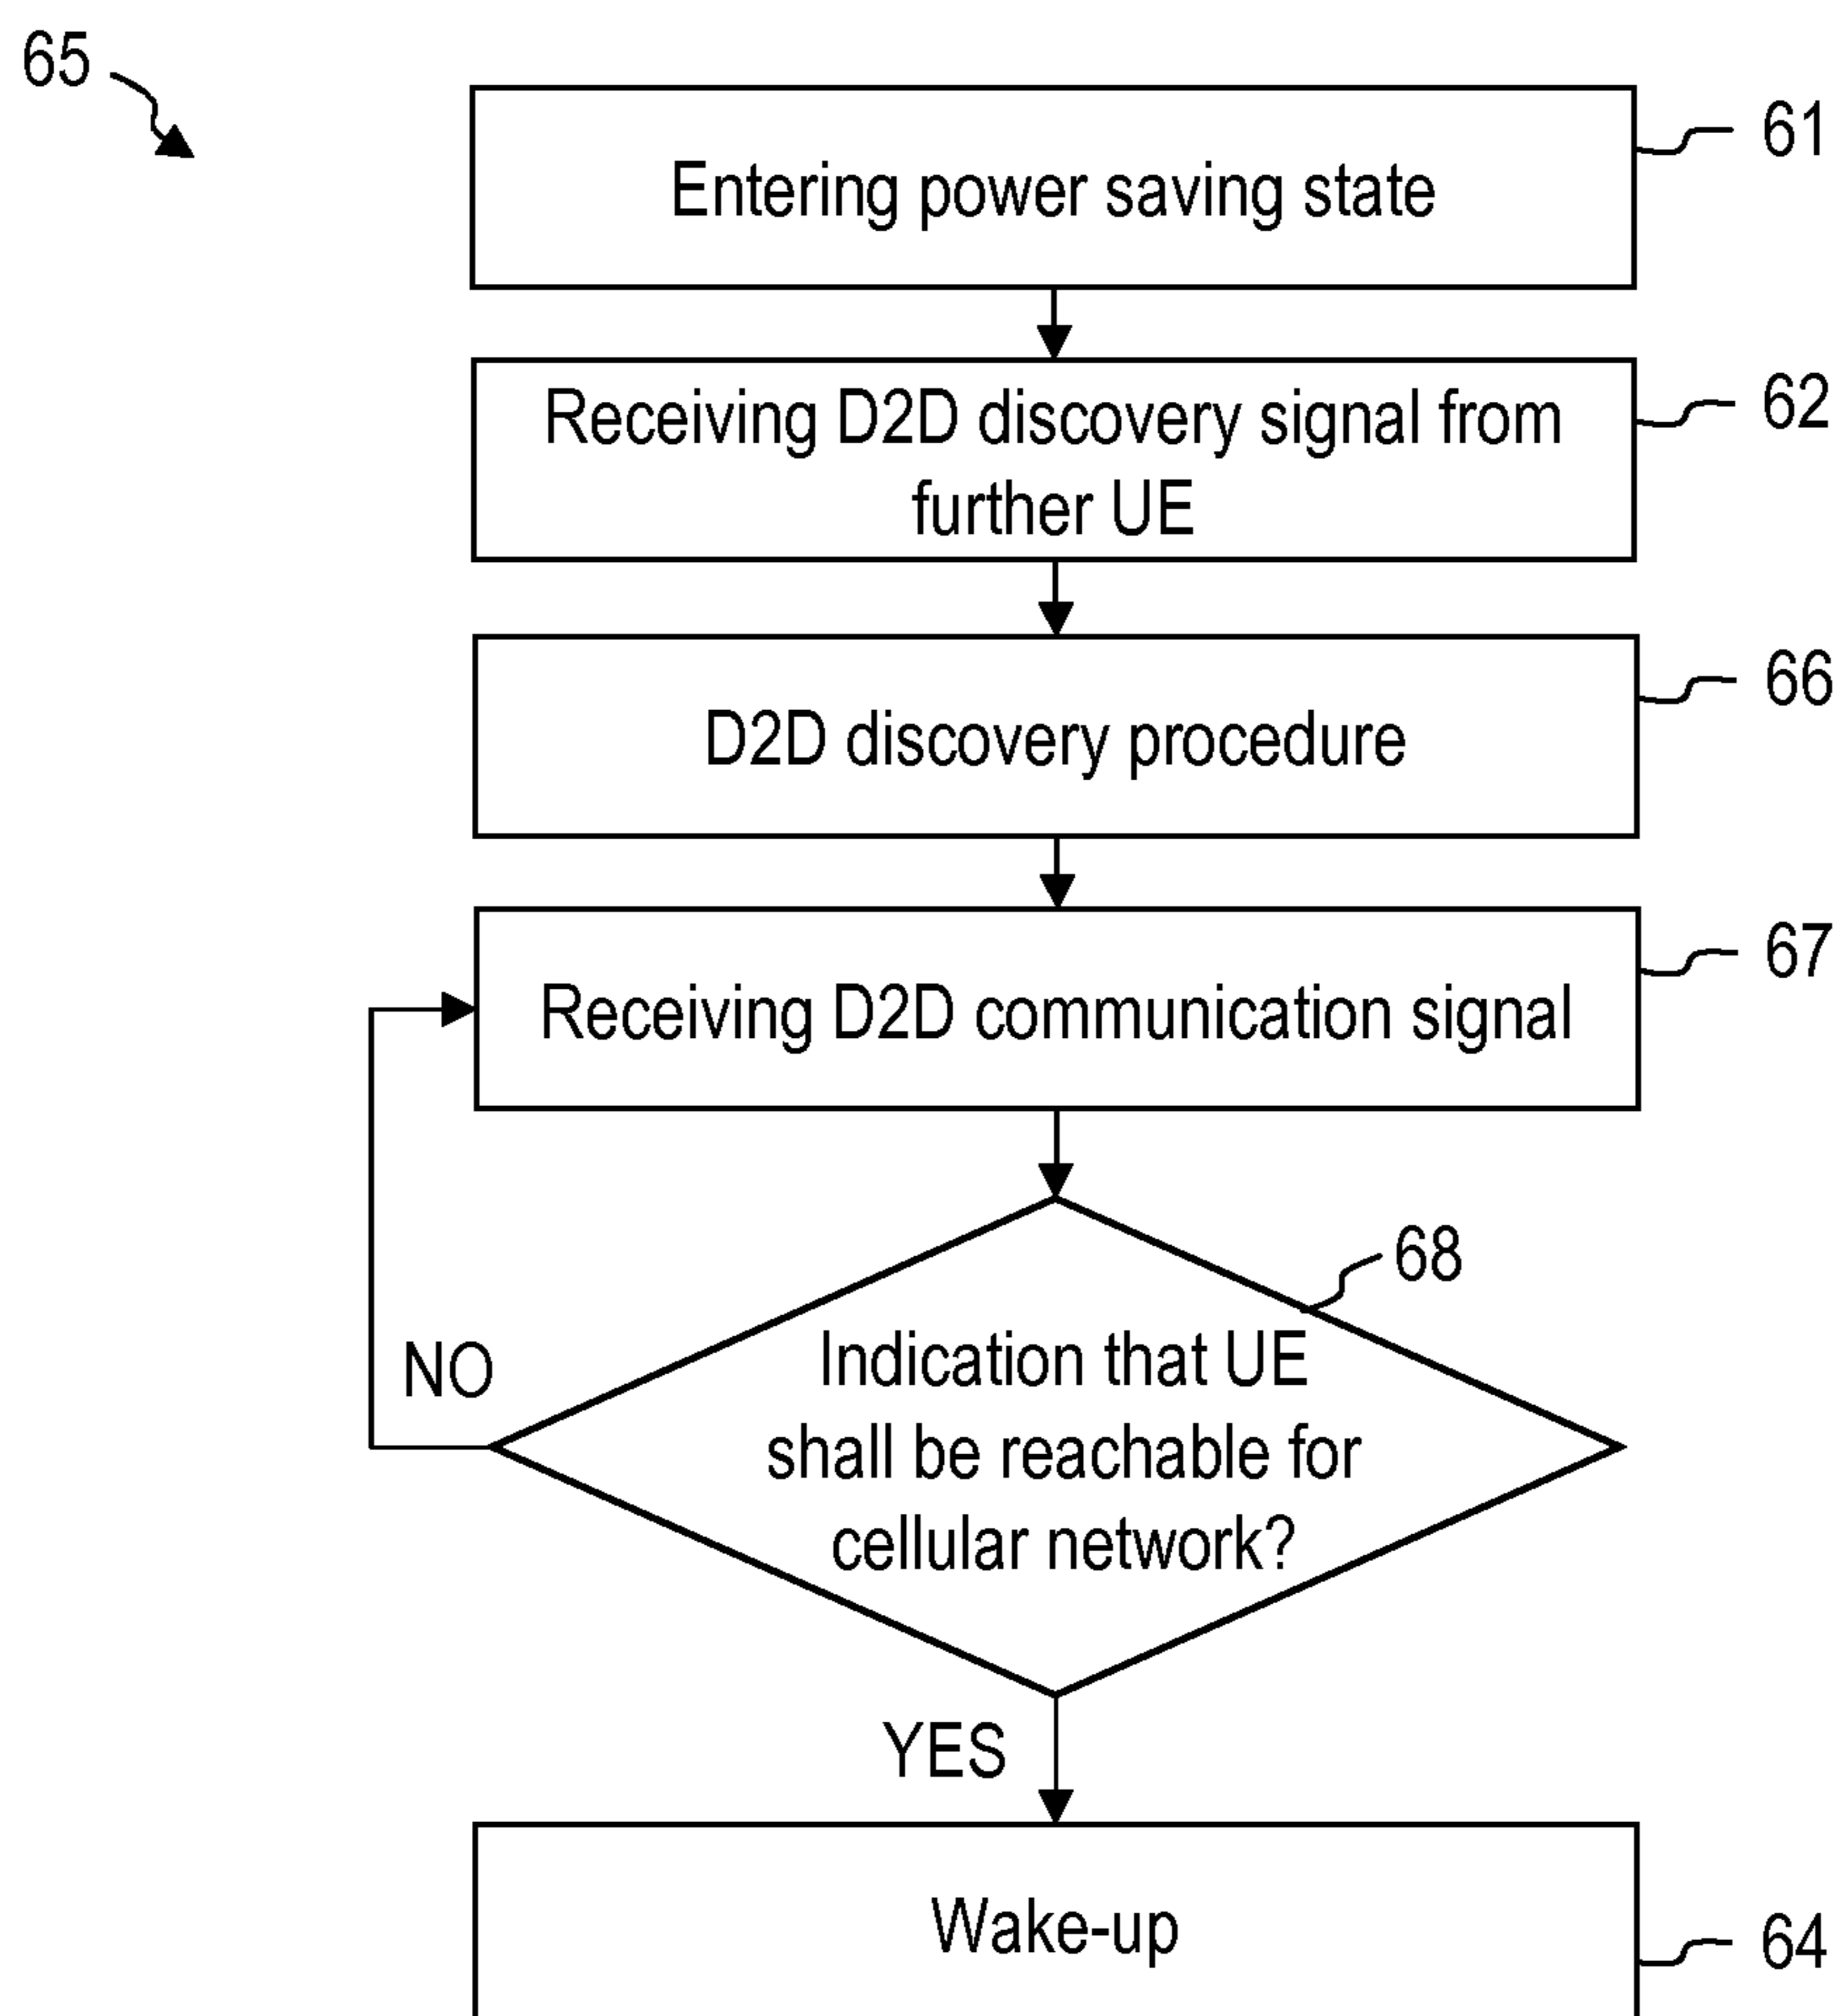 65
61
Entering power saving state
62
Receiving D2D discovery signal from
further UE
66
D2D discovery procedure
67
Receiving D2D communication signal
68
Indication that UE
shall be reachable for
cellular network?
NO
YES
Wake-up
64